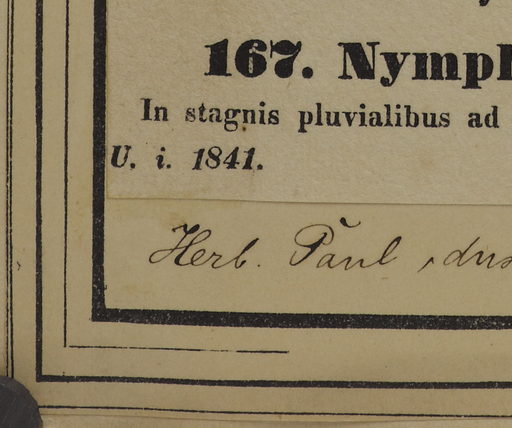 167. Nymph
In stagnis pluvialibus ad
U. i. 1841.
Herb. Paul